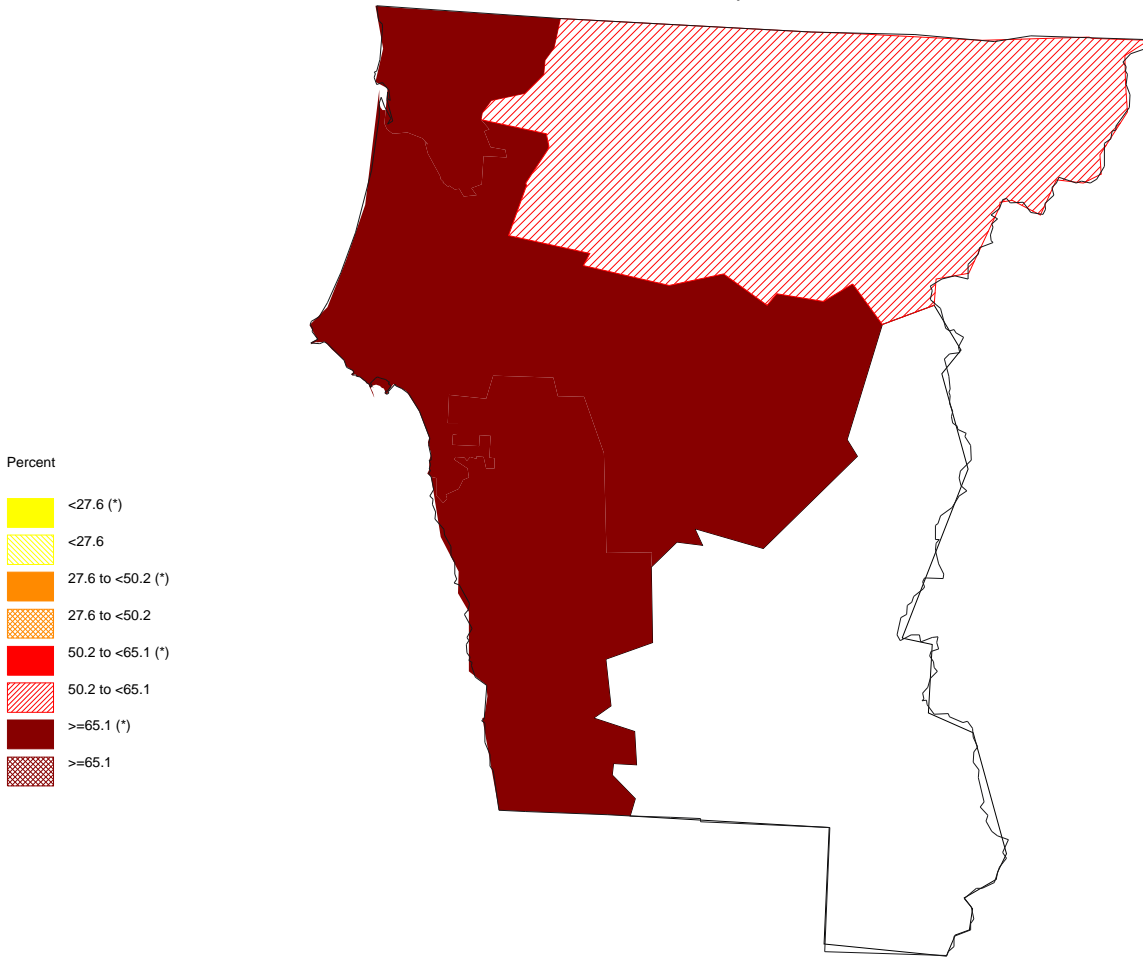 Percent
<27.6 (*)
<27.6
27.6 to <50.2 (*)
27.6 to <50.2
50.2 to <65.1 (*)
50.2 to <65.1
>=65.1 (*)
>=65.1